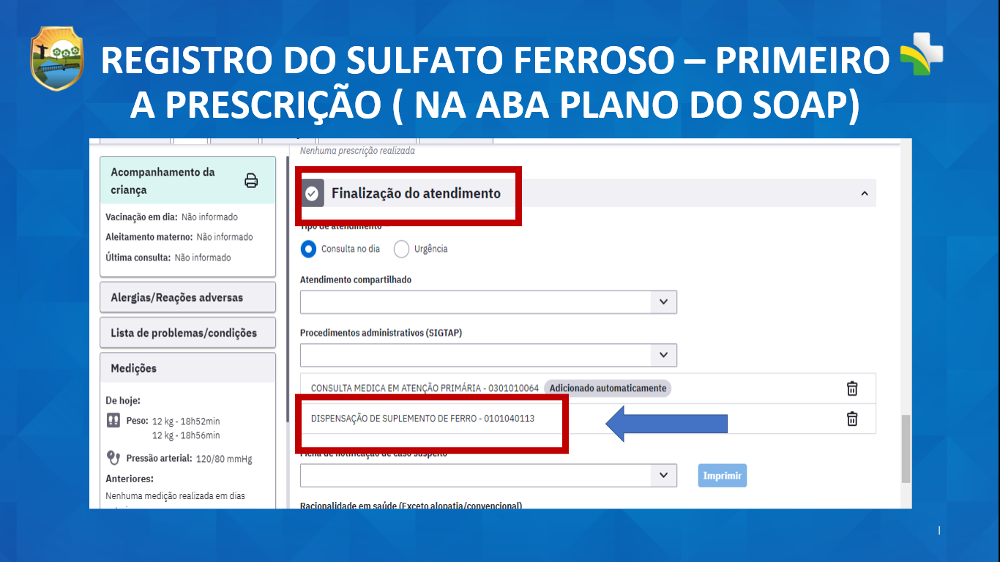 REGISTRO DO SULFATO FERROSO – PRIMEIRO
A PRESCRIÇÃO ( NA ABA PLANO DO SOAP)
Acompanhamento da
criança
Vacinação em dia: Não informado
Aleitamento materno: Não informado
Última consulta: Não informado
Alergias/Reações adversas
Lista de problemas/condições
Medições
De hoje:
Peso: 12 kg - 18h52min
12 kg - 18h56min
Pressão arterial: 120/80 mmHg
Anteriores:
Nenhuma medição realizada em dias
Nenhuma prescrição realizada
Finalização do atendimento
Tipo de atendimento
Consulta no dia Urgência
Atendimento compartilhado
Procedimentos administrativos (SIGTAP)
CONSULTA MEDICA EM ATENÇÃO PRIMÁRIA - 0301010064 Adicionado automaticamente
DISPENSAÇÃO DE SUPLEMENTO DE FERRO - 0101040113
Ficha de notificação de caso suspeito
Imprimir
Racionalidade em saúde (Exceto alopatia/convencional)